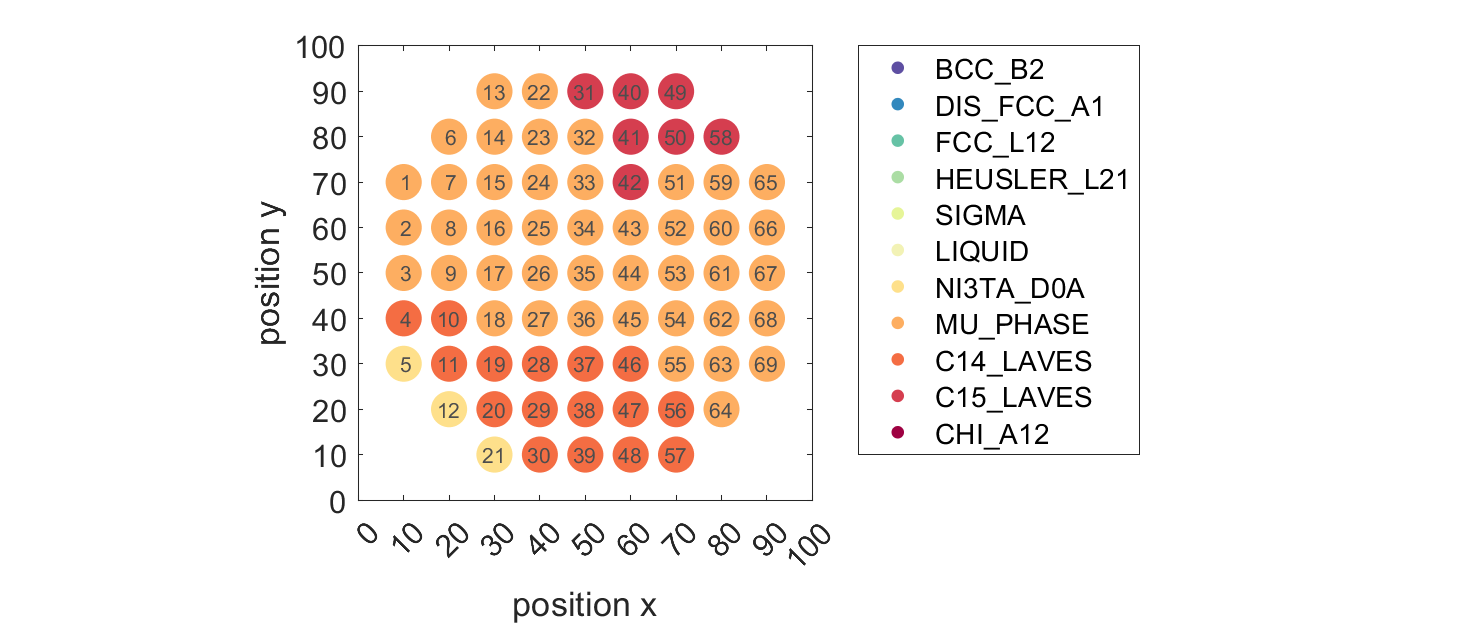 100
90
80
70
60
50
40
30
20
10
0
position y
13 22 31 40 49
6 14 23 32 41 50 58
1 7 15 24 33 42 51 59 65
2 8 16 25 34 43 52 60 66
3 9 17 26 35 44 53 61 67
4 10 18 27 36 45 54 62 68
5 11 19 28 37 46 55 63 69
12 20 29 38 47 56 64
21 30 39 48 57
0 10 20 30 40 50 60 70 80 90 100
position x
BCC_B2
DIS_FCC_A1
FCC_L12
HEUSLER_L21
SIGMA
LIQUID
NI3TA_D0A
MU_PHASE
C14_LAVES
C15_LAVES
CHI_A12